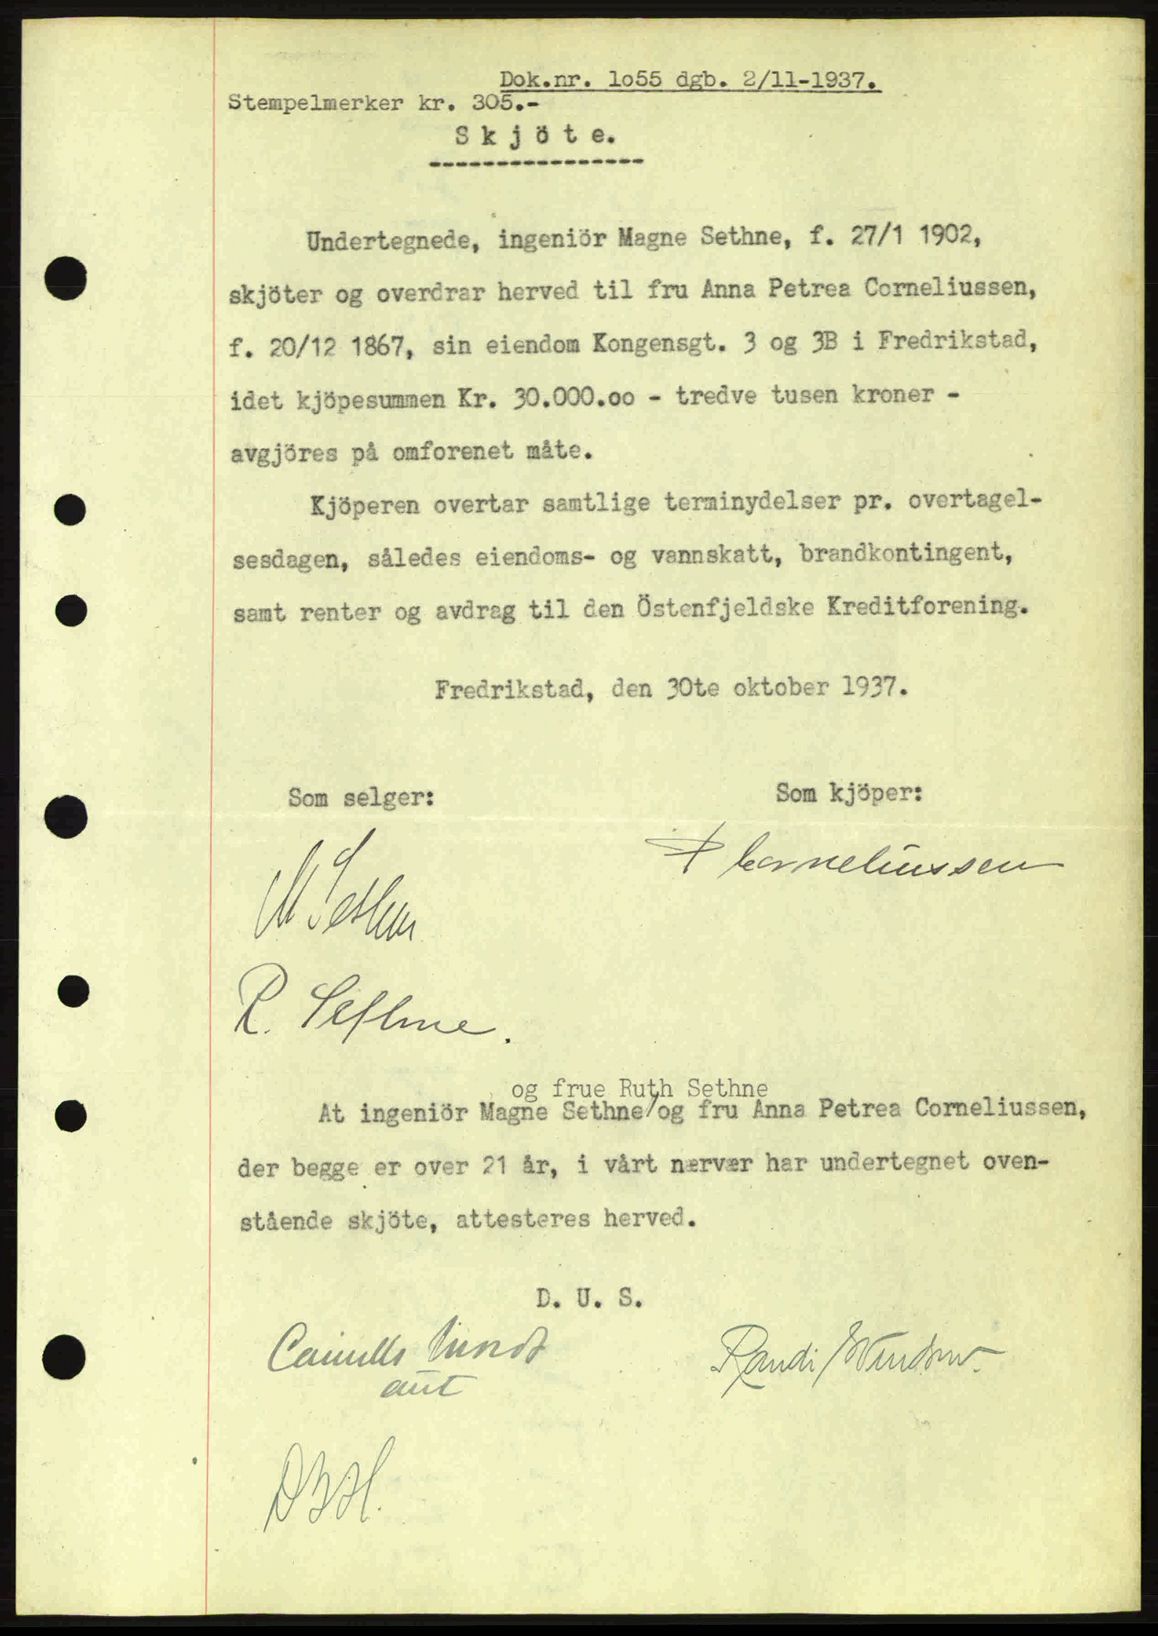 Dok.nr. 1o55 dgb. 2/11-1937.
Stempelmerker kr. 305.-
S k j ö t e.
Undertegnede, ingeniör Magne Sethne, f. 27/1 1902,
skjöter og overdrar herved til fru Anna Petrea Corneliussen,
f. 20/12 1867, sin eiendom Kongensgt. 3 og 3B i Fredrikstad,
idet kjöpesummen Kr. 30.000.oo - tredve tusen kroner -
avgjöres på omforenet måte.
Kjöperen overtar samtlige terminydelser pr. overtagel-
sesdagen, således eiendoms- og vannskatt, brandkontingent,
samt renter og avdrag til den Östenfjeldske Kreditforening.
Fredrikstad, den 30te oktober 1937.
Som selger: Som kjöper:
Corneliussen
M Sethne
R. Sethne.
og frue Ruth Sethne
At ingeniör Magne Sethne/og fru Anna Petrea Corneliussen,
der begge er over 21 år, i vårt nærvær har undertegnet oven-
stående skjöte, attesteres herved.
D. U. S.
Randi
aut